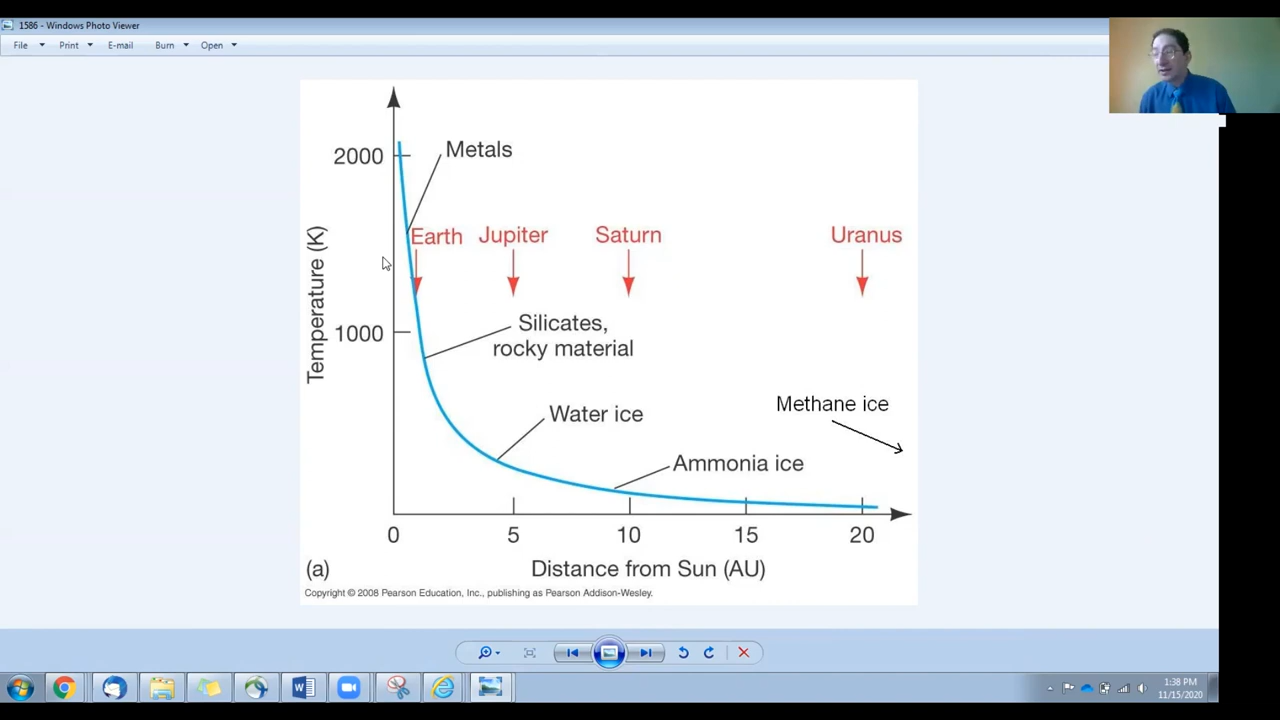 1586 - Windows Photo Viewer
File Print E-mail Burn Open
Metals
2000
Earth Jupiter Saturn Uranus
Temperature (K)
1000
Silicates,
rocky material
Methane ice
Water ice
Ammonia ice
0 5 10 15 20
(a) Distance from Sun (AU)
Copyright © 2008 Pearson Education, Inc., publishing as Pearson Addison-Wesley.
W
1:38 PM
11/15/2020